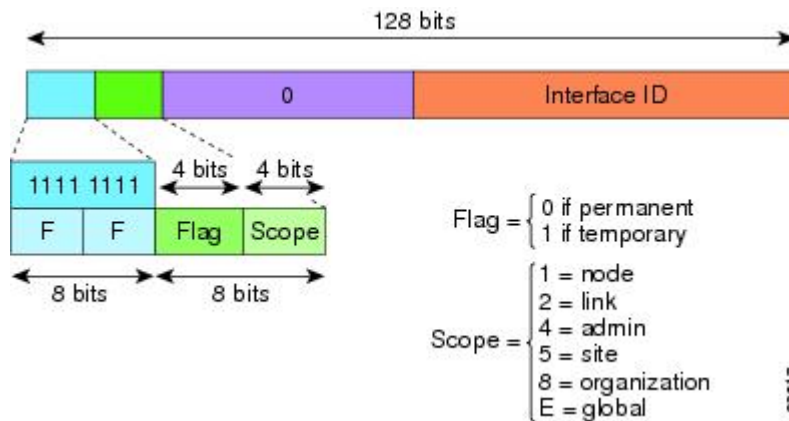 128 bits
0 Interface ID
4 bits 4 bits
1111 1111
F F Flag Scope
8 bits 8 bits
Flag = 0 if permanent
1 if temporary
Scope = 1 = node
2 = link
4 = admin
5 = site
8 = organization
E = global